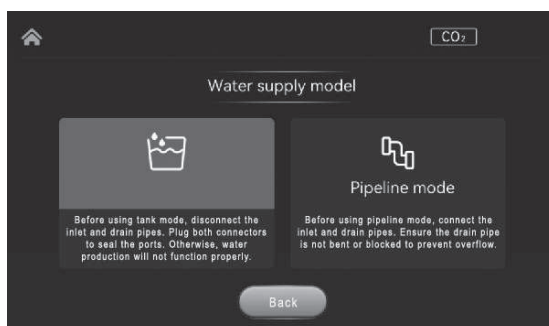 CO₂
Water supply model
Pipeline mode
Before using tank mode, disconnect the
inlet and drain pipes. Plug both connectors
to seal the ports. Otherwise, water
production will not function properly.
Before using pipeline mode, connect the
inlet and drain pipes. Ensure the drain pipe
is not bent or blocked to prevent overflow.
Back